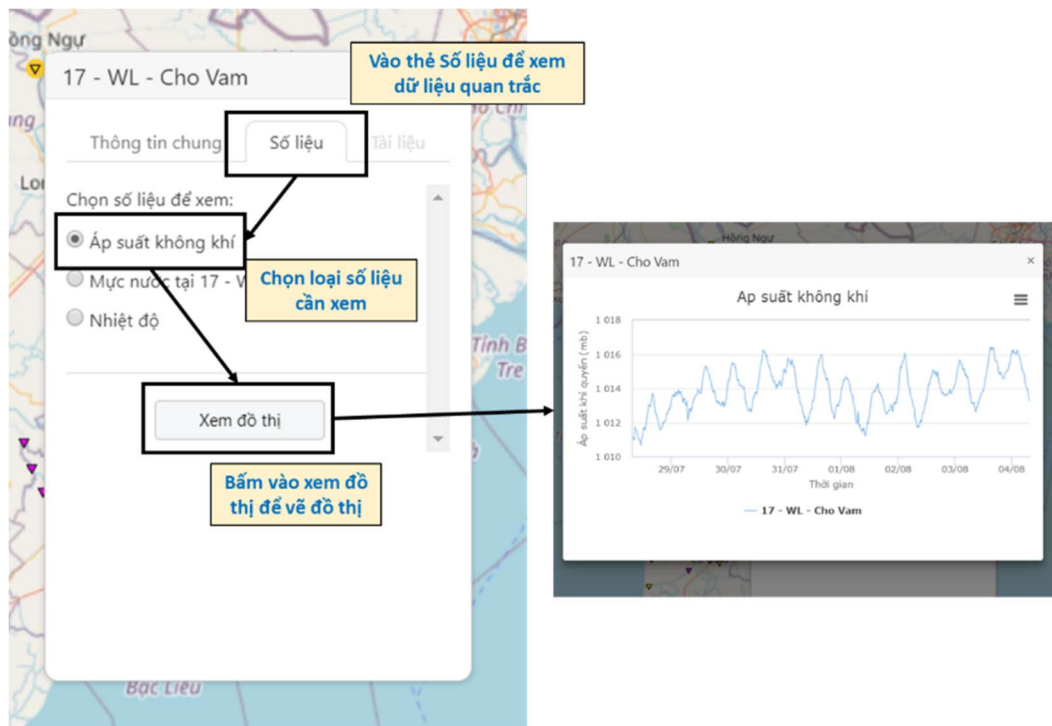 Hồng Ngự
17 - WL - Cho Vam
Vào thẻ Số liệu để xem
dữ liệu quan trắc
Thông tin chung
Số liệu
Tài liệu
Chọn số liệu để xem:
Áp suất không khí
Mực nước tại 17 - W
Nhiệt độ
Chọn loại số liệu
cần xem
Xem đồ thị
Bấm vào xem đồ
thị để vẽ đồ thị
Tỉnh B
Tre
Bạc Liêu
Hồng Ngự
17 - WL - Cho Vam
×
Ap suất không khí
Áp suất khí quyển (mb)
1 018
1 016
1 014
1 012
1 010
29/07 30/07 31/07 01/08 02/08 03/08 04/08
Thời gian
17 - WL - Cho Vam